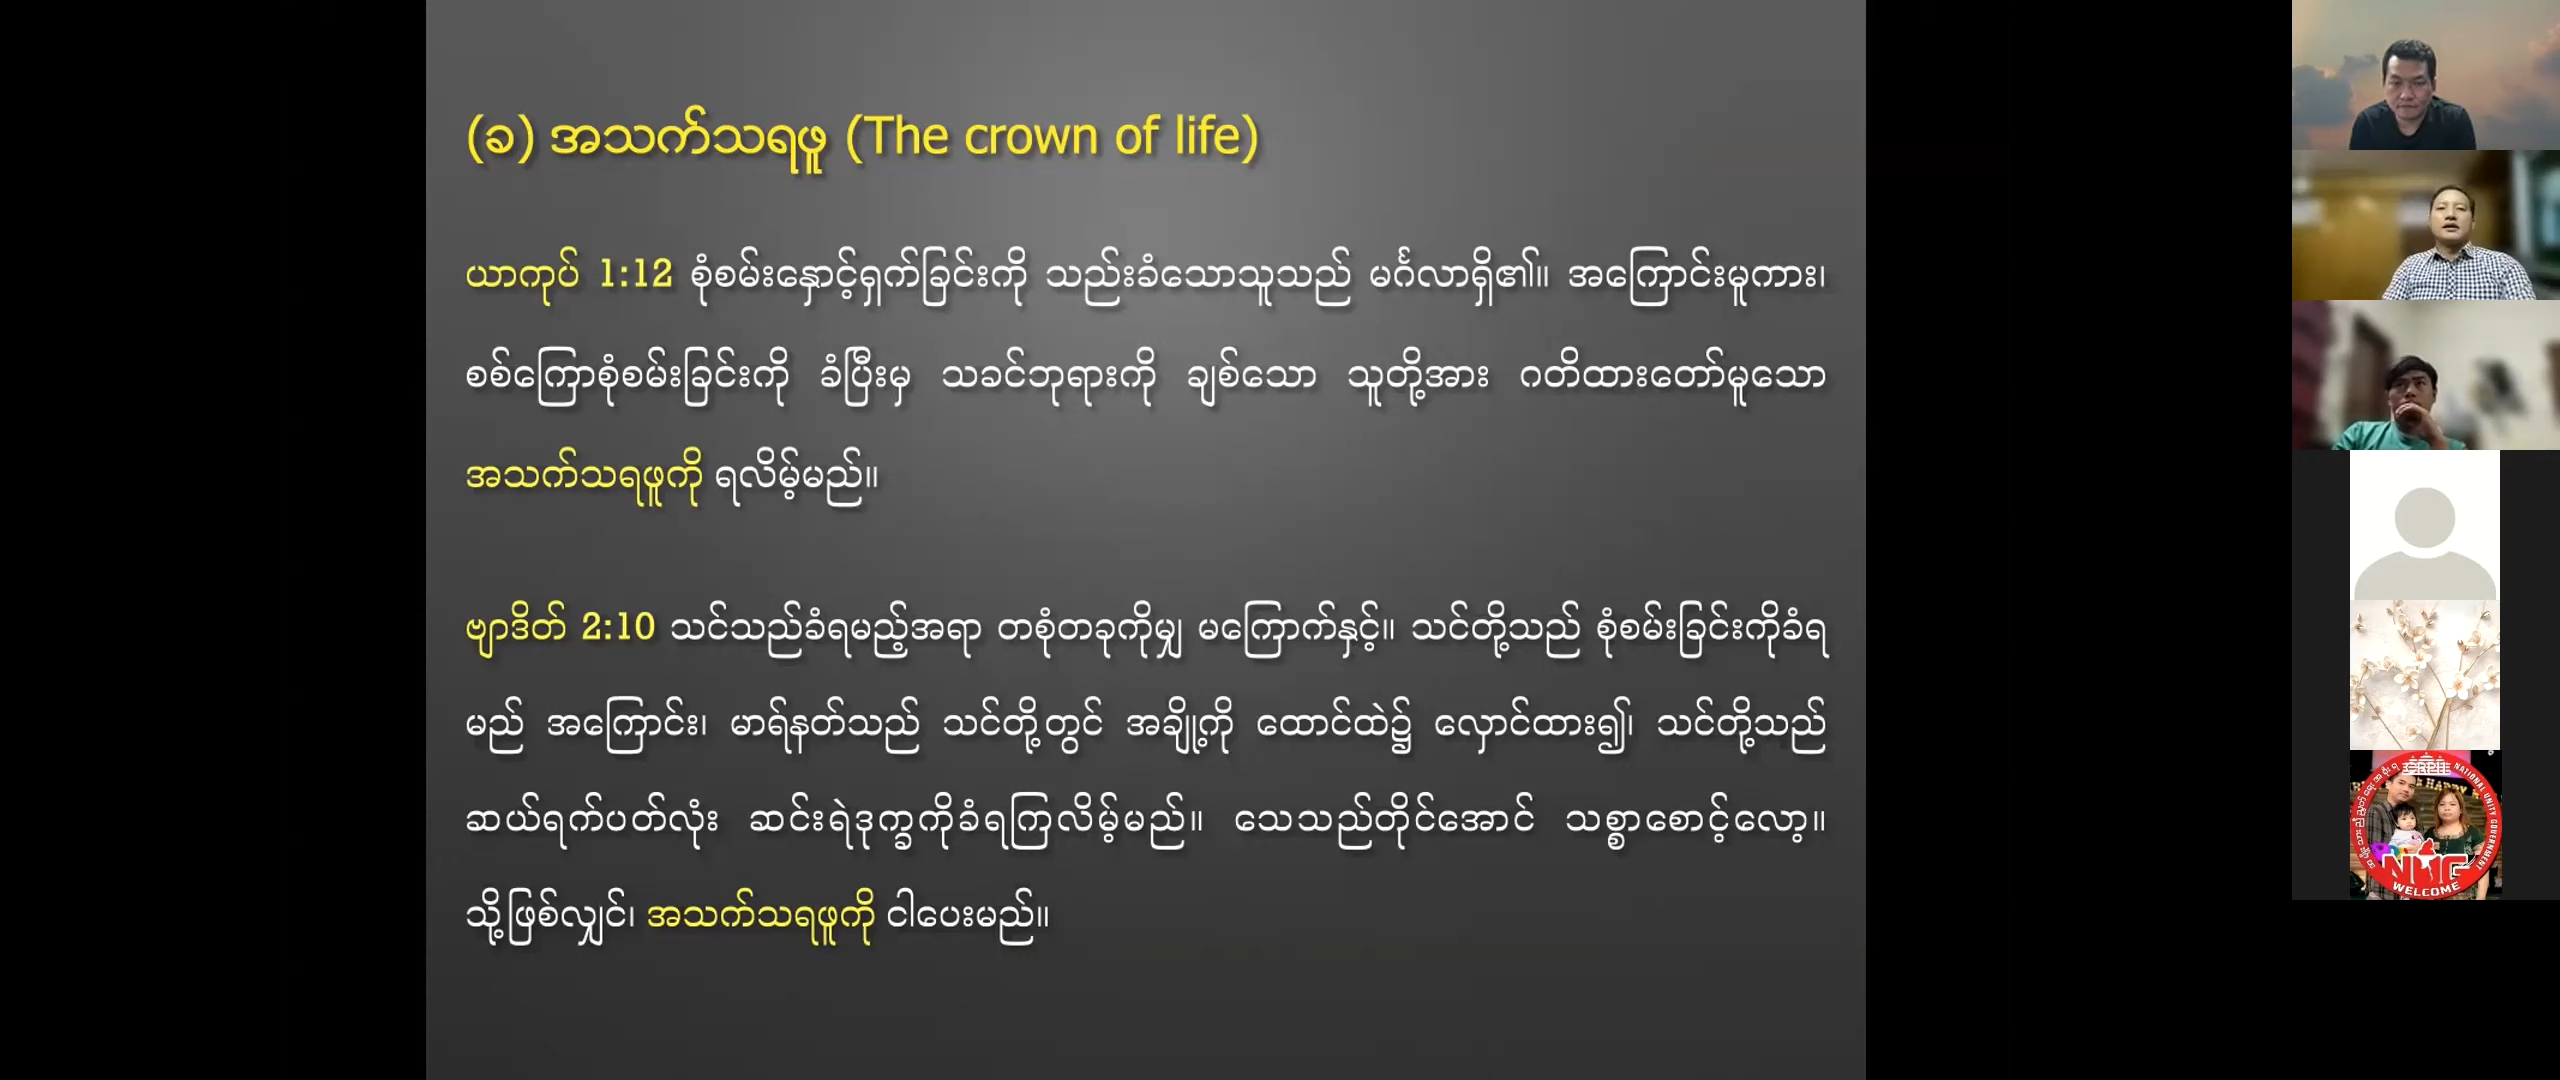 (ခ) အသက်သရဖူ (The crown of life)
ယာကုပ် 1:12 စုံစမ်းနှောင့်ရှက်ခြင်းကို သည်းခံသောသူသည် မင်္ဂလာရှိ၏။ အကြောင်းမူကား၊
စစ်ကြောစုံစမ်းခြင်းကို ခံပြီးမှ သခင်ဘုရားကို ချစ်သော သူတို့အား ဂတိထားတော်မူသော
အသက်သရဖူကို ရလိမ့်မည်။
ဗျာဒိတ် 2:10 သင်သည်ခံရမည့်အရာ တစုံတခုကိုမျှ မကြောက်နှင့်။ သင်တို့သည် စုံစမ်းခြင်းကိုခံရ
မည် အကြောင်း၊ မာရ်နတ်သည် သင်တို့တွင် အချို့ကို ထောင်ထဲ၌ လှောင်ထား၍၊ သင်တို့သည်
ဆယ်ရက်ပတ်လုံး ဆင်းရဲဒုက္ခကိုခံရကြလိမ့်မည်။ သေသည်တိုင်အောင် သစ္စာစောင့်လော့။
သို့ဖြစ်လျှင်၊ အသက်သရဖူကို ငါပေးမည်။
CRPH
NATIONAL UNITY GOVERNMENT
NUG
WELCOME